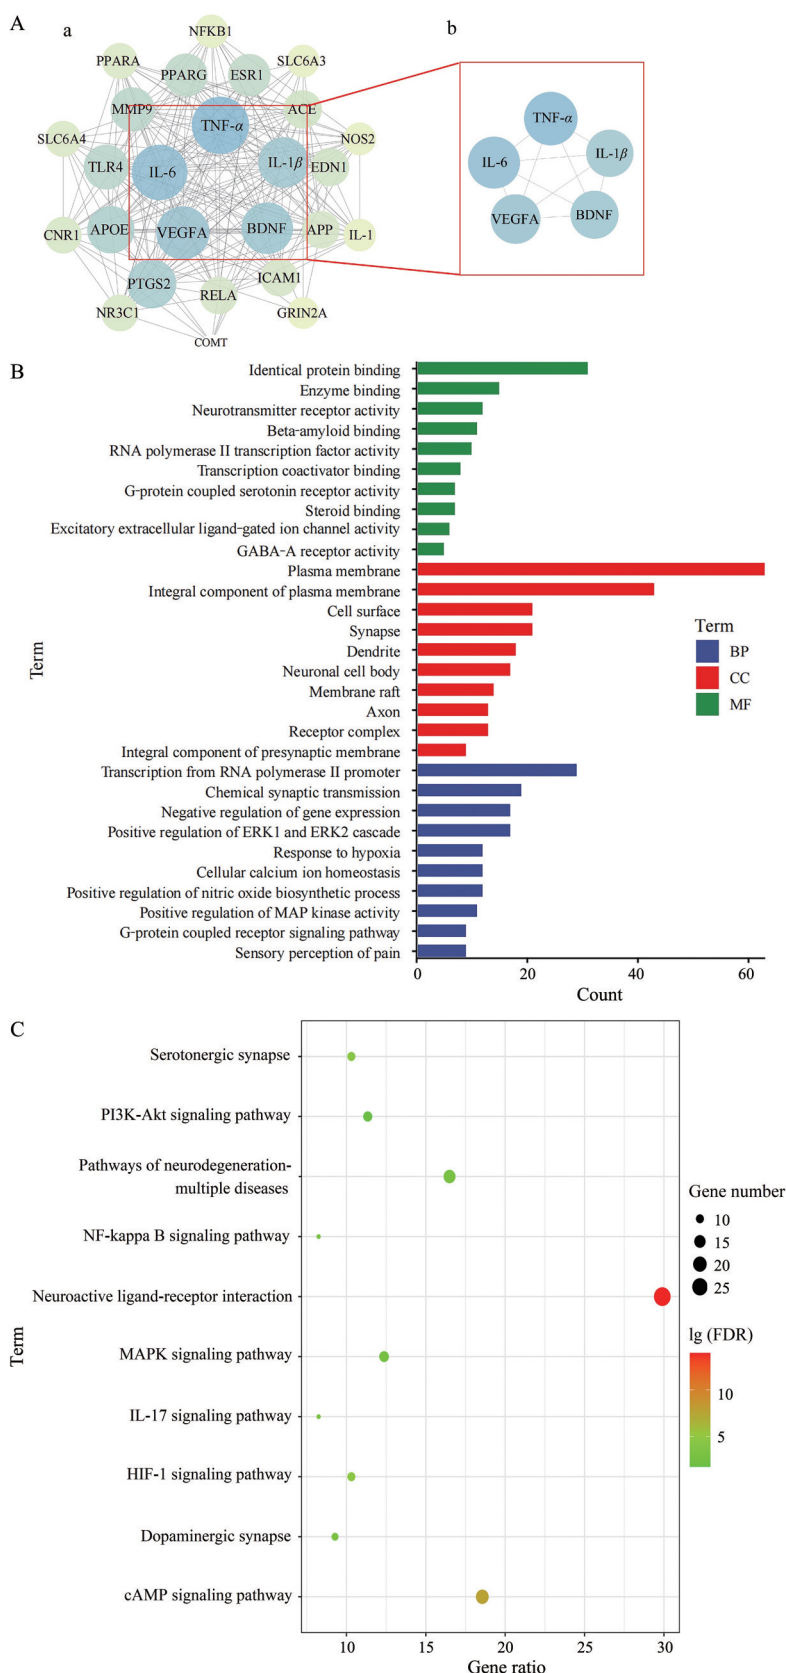 A
a
b
NFKB1
PPARA
SLC6A3
PPARG
ESR1
MMP9
ACE
TNF-α
SLC6A4
NOS2
TLR4
IL-6
IL-1β
EDN1
CNR1
APOE
VEGFA
BDNF
APP
IL-1
PTGS2
ICAM1
RELA
NR3C1
GRIN2A
COMT
TNF-α
IL-6
IL-1β
VEGFA
BDNF
B
Identical protein binding
Enzyme binding
Neurotransmitter receptor activity
Beta-amyloid binding
RNA polymerase II transcription factor activity
Transcription coactivator binding
G-protein coupled serotonin receptor activity
Steroid binding
Excitatory extracellular ligand-gated ion channel activity
GABA-A receptor activity
Plasma membrane
Integral component of plasma membrane
Cell surface
Synapse
Dendrite
Neuronal cell body
Membrane raft
Axon
Receptor complex
Integral component of presynaptic membrane
Transcription from RNA polymerase II promoter
Chemical synaptic transmission
Negative regulation of gene expression
Positive regulation of ERK1 and ERK2 cascade
Response to hypoxia
Cellular calcium ion homeostasis
Positive regulation of nitric oxide biosynthetic process
Positive regulation of MAP kinase activity
G-protein coupled receptor signaling pathway
Sensory perception of pain
Term
0
20
40
60
Count
Term
BP
CC
MF
C
Serotonergic synapse
PI3K-Akt signaling pathway
Pathways of neurodegeneration-
multiple diseases
NF-kappa B signaling pathway
Neuroactive ligand-receptor interaction
MAPK signaling pathway
IL-17 signaling pathway
HIF-1 signaling pathway
Dopaminergic synapse
cAMP signaling pathway
Term
10
15
20
25
30
Gene ratio
Gene number
10
15
20
25
lg (FDR)
10
5